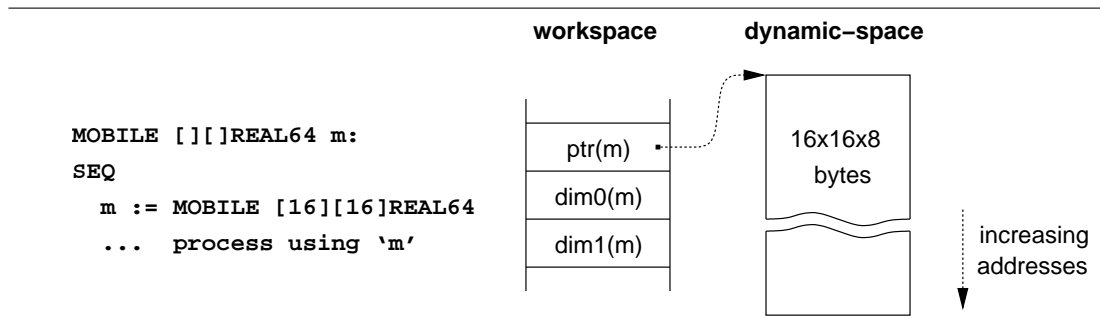 workspace dynamic−space
MOBILE [][]REAL64 m:
SEQ
m := MOBILE [16][16]REAL64
... process using ‘m’
ptr(m)
dim0(m)
dim1(m)
16x16x8
bytes
increasing
addresses